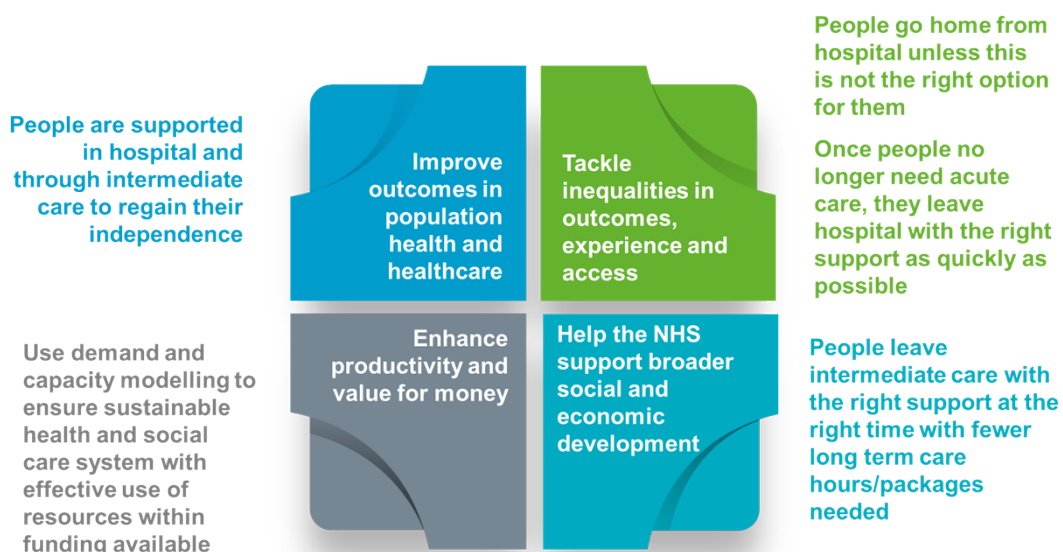 People are supported
in hospital and
through intermediate
care to regain their
independence
Improve
outcomes in
population
health and
healthcare
Tackle
inequalities in
outcomes,
experience and
access
People go home from
hospital unless this
is not the right option
for them
Once people no
longer need acute
care, they leave
hospital with the right
support as quickly as
possible
Use demand and
capacity modelling to
ensure sustainable
health and social
care system with
effective use of
resources within
funding available
Enhance
productivity and
value for money
Help the NHS
support broader
social and
economic
development
People leave
intermediate care with
the right support at the
right time with fewer
long term care
hours/packages
needed